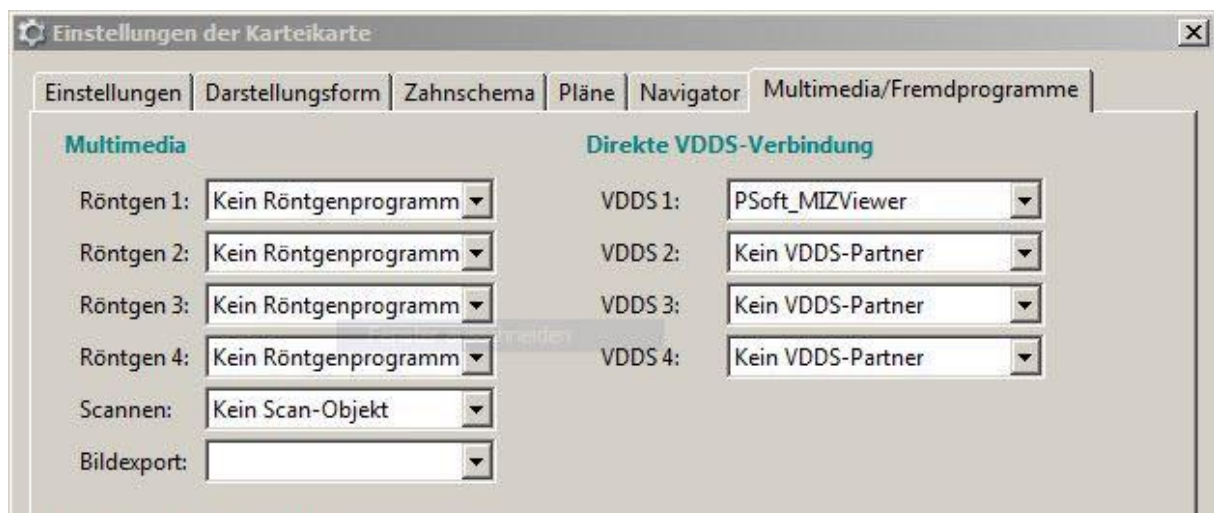 Einstellungen der Karteikarte
Einstellungen Darstellungsform Zahnschema Pläne Navigator Multimedia/Fremdprogramme
Multimedia
Röntgen 1: Kein Röntgenprogramm
Röntgen 2: Kein Röntgenprogramm
Röntgen 3: Kein Röntgenprogramm
Röntgen 4: Kein Röntgenprogramm
Scannen: Kein Scan-Objekt
Bildexport:
Direkte VDDS-Verbindung
VDDS 1: PSoft_MIZViewer
VDDS 2: Kein VDDS-Partner
VDDS 3: Kein VDDS-Partner
VDDS 4: Kein VDDS-Partner